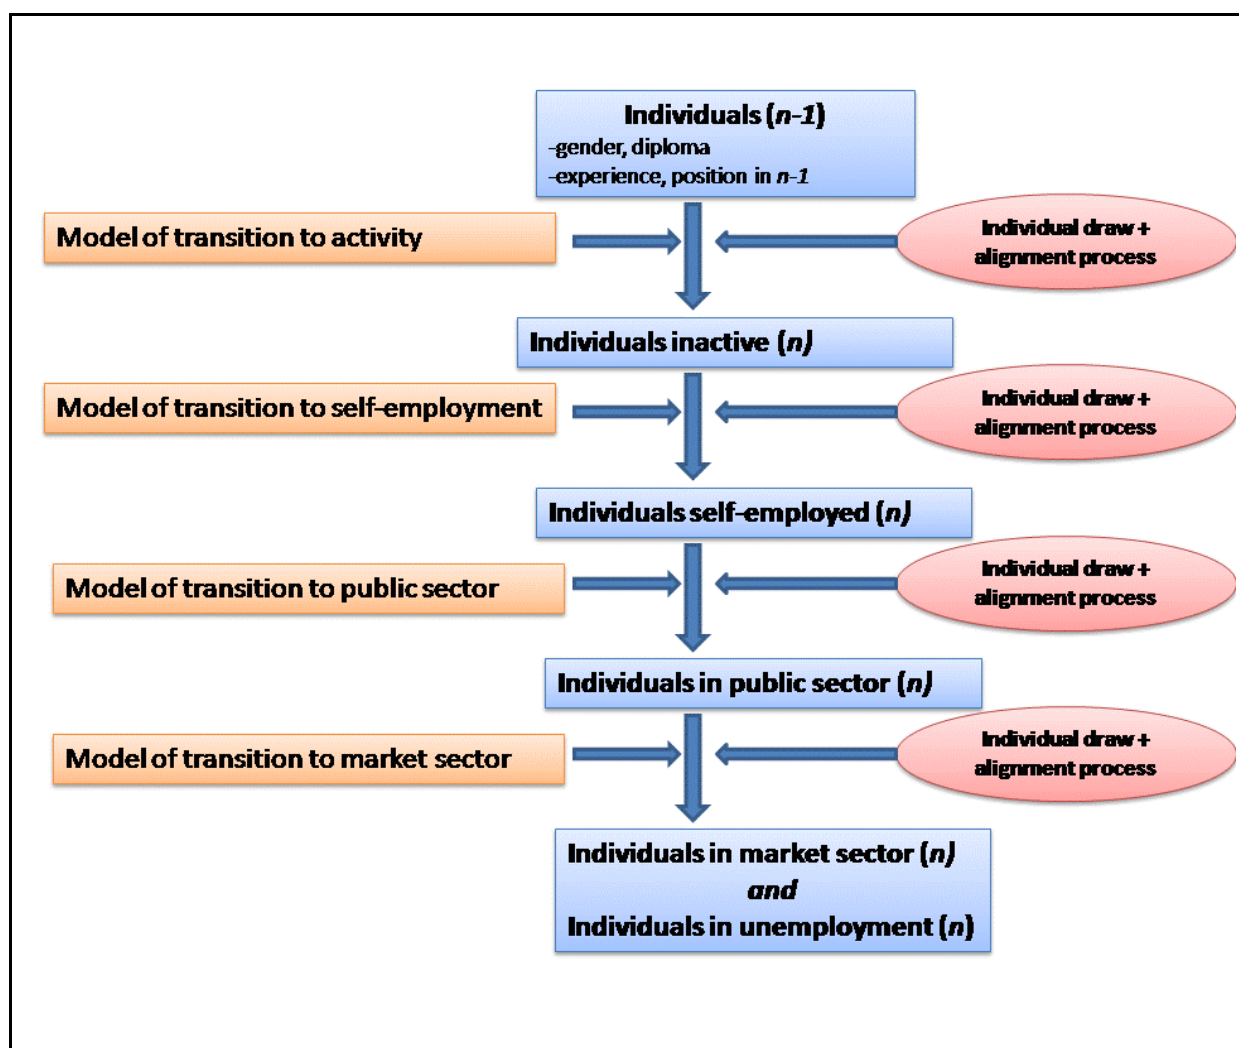 Individuals (n-1)
-gender, diploma
-experience, position in n-1
Model of transition to activity
Individual draw +
alignment process
Individuals inactive (n)
Model of transition to self-employment
Individual draw +
alignment process
Individuals self-employed (n)
Model of transition to public sector
Individual draw +
alignment process
Individuals in public sector (n)
Model of transition to market sector
Individual draw +
alignment process
Individuals in market sector (n)
and
Individuals in unemployment (n)